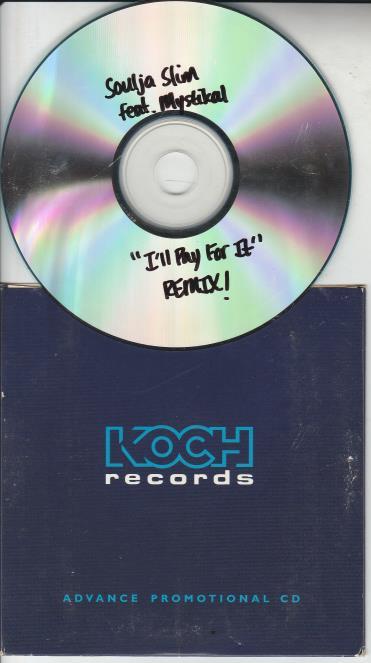 Soulja Slim
feat. Mystikal
"I'll Pay For It"
REMIX!
KOCH
records
ADVANCE PROMOTIONAL CD